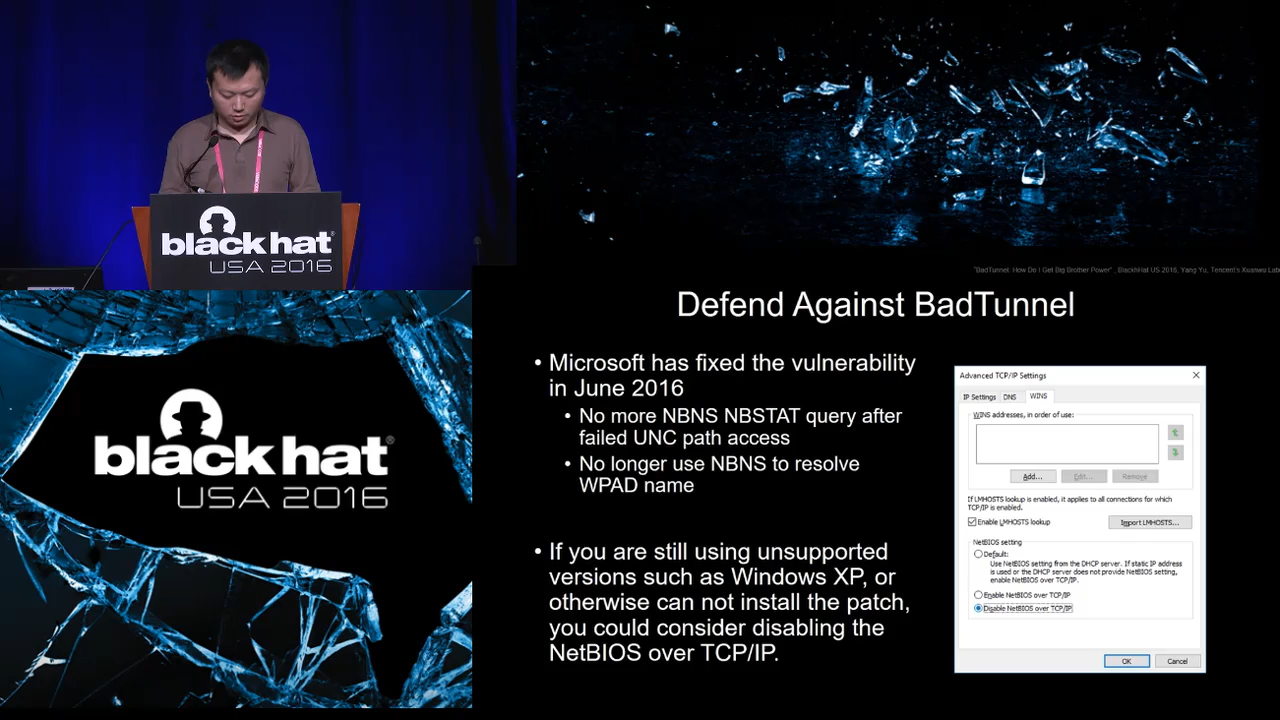 black hat
USA 2016
"BadTunnel: How Do I Get Big Brother Power" , BlackHat US 2016, Yang Yu, Tencent's Xuanwu Lab
Defend Against BadTunnel
• Microsoft has fixed the vulnerability
in June 2016
• No more NBNS NBSTAT query after
failed UNC path access
• No longer use NBNS to resolve
WPAD name
• If you are still using unsupported
versions such as Windows XP, or
otherwise can not install the patch,
you could consider disabling the
NetBIOS over TCP/IP.
Advanced TCP/IP Settings
IP Settings DNS WINS
WINS addresses, in order of use:
Add... Edit... Remove
If LMHOSTS lookup is enabled, it applies to all connections for which
TCP/IP is enabled.
Enable LMHOSTS lookup Import LMHOSTS...
NetBIOS setting
Default:
Use NetBIOS setting from the DHCP server. If static IP address
is used or the DHCP server does not provide NetBIOS setting,
enable NetBIOS over TCP/IP.
Enable NetBIOS over TCP/IP
Disable NetBIOS over TCP/IP
OK Cancel
black hat®
USA 2016